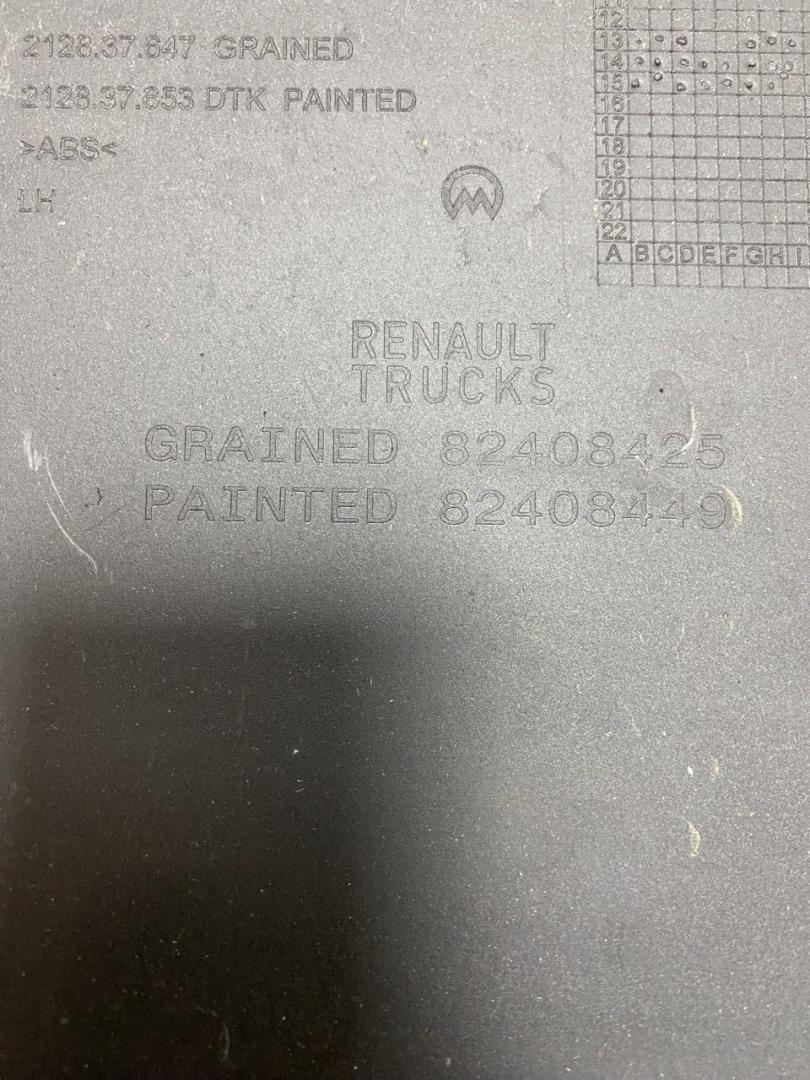 2128.37.647 GRAINED
2128.37.653 DTK PAINTED
>ABS<
LH
RENAULT
TRUCKS
GRAINED 82408425
PAINTED 82408449
12
13
14
15
16
17
18
19
20
21
22
A B C D E F G H I